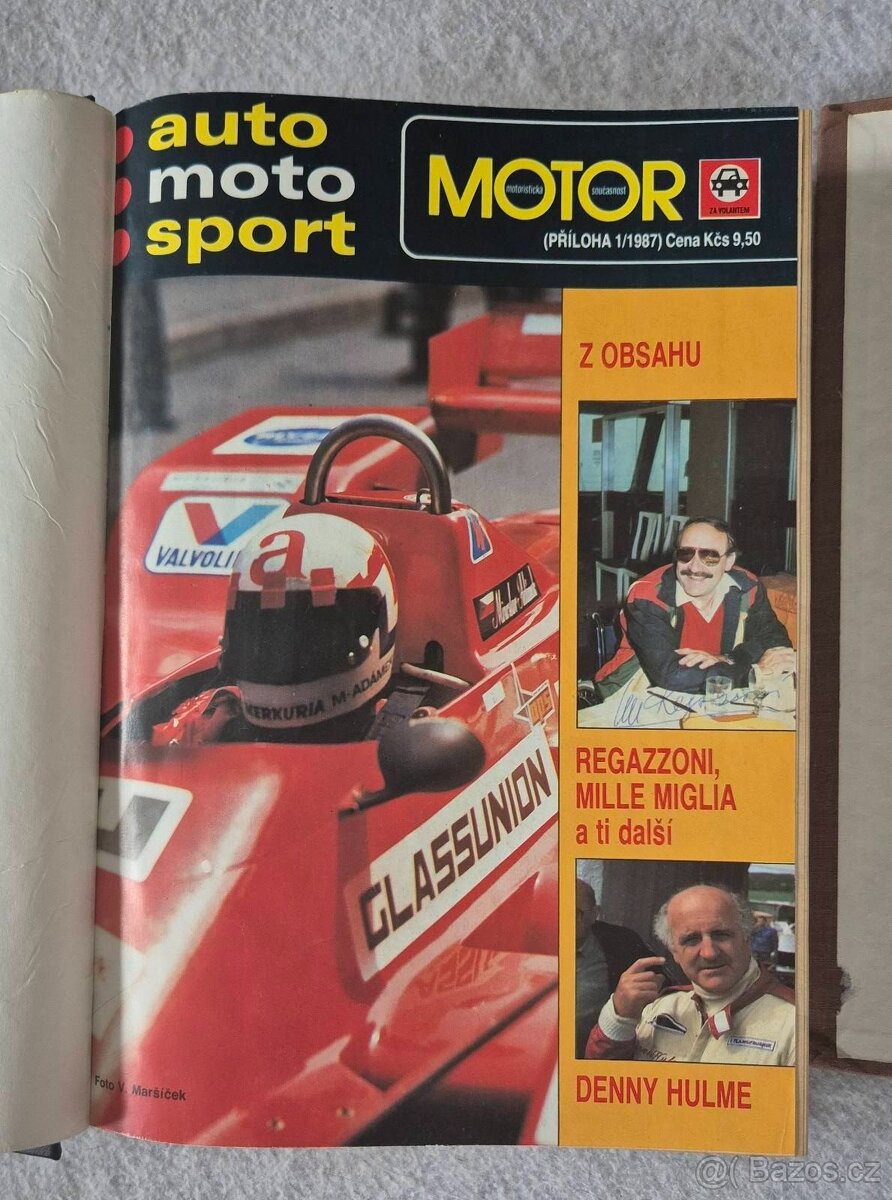 auto
moto
sport
MOTOR
motoristická
současnost
ZA VOLANTEM
(PŘÍLOHA 1/1987) Cena Kčs 9,50
Z OBSAHU
VALVOLI
a
MERKURIA M-ADÁME
GLASSUNION
REGAZZONI,
MILLE MIGLIA
a ti další
DENNY HULME
Foto V. Maršíček
@ Bazos.cz